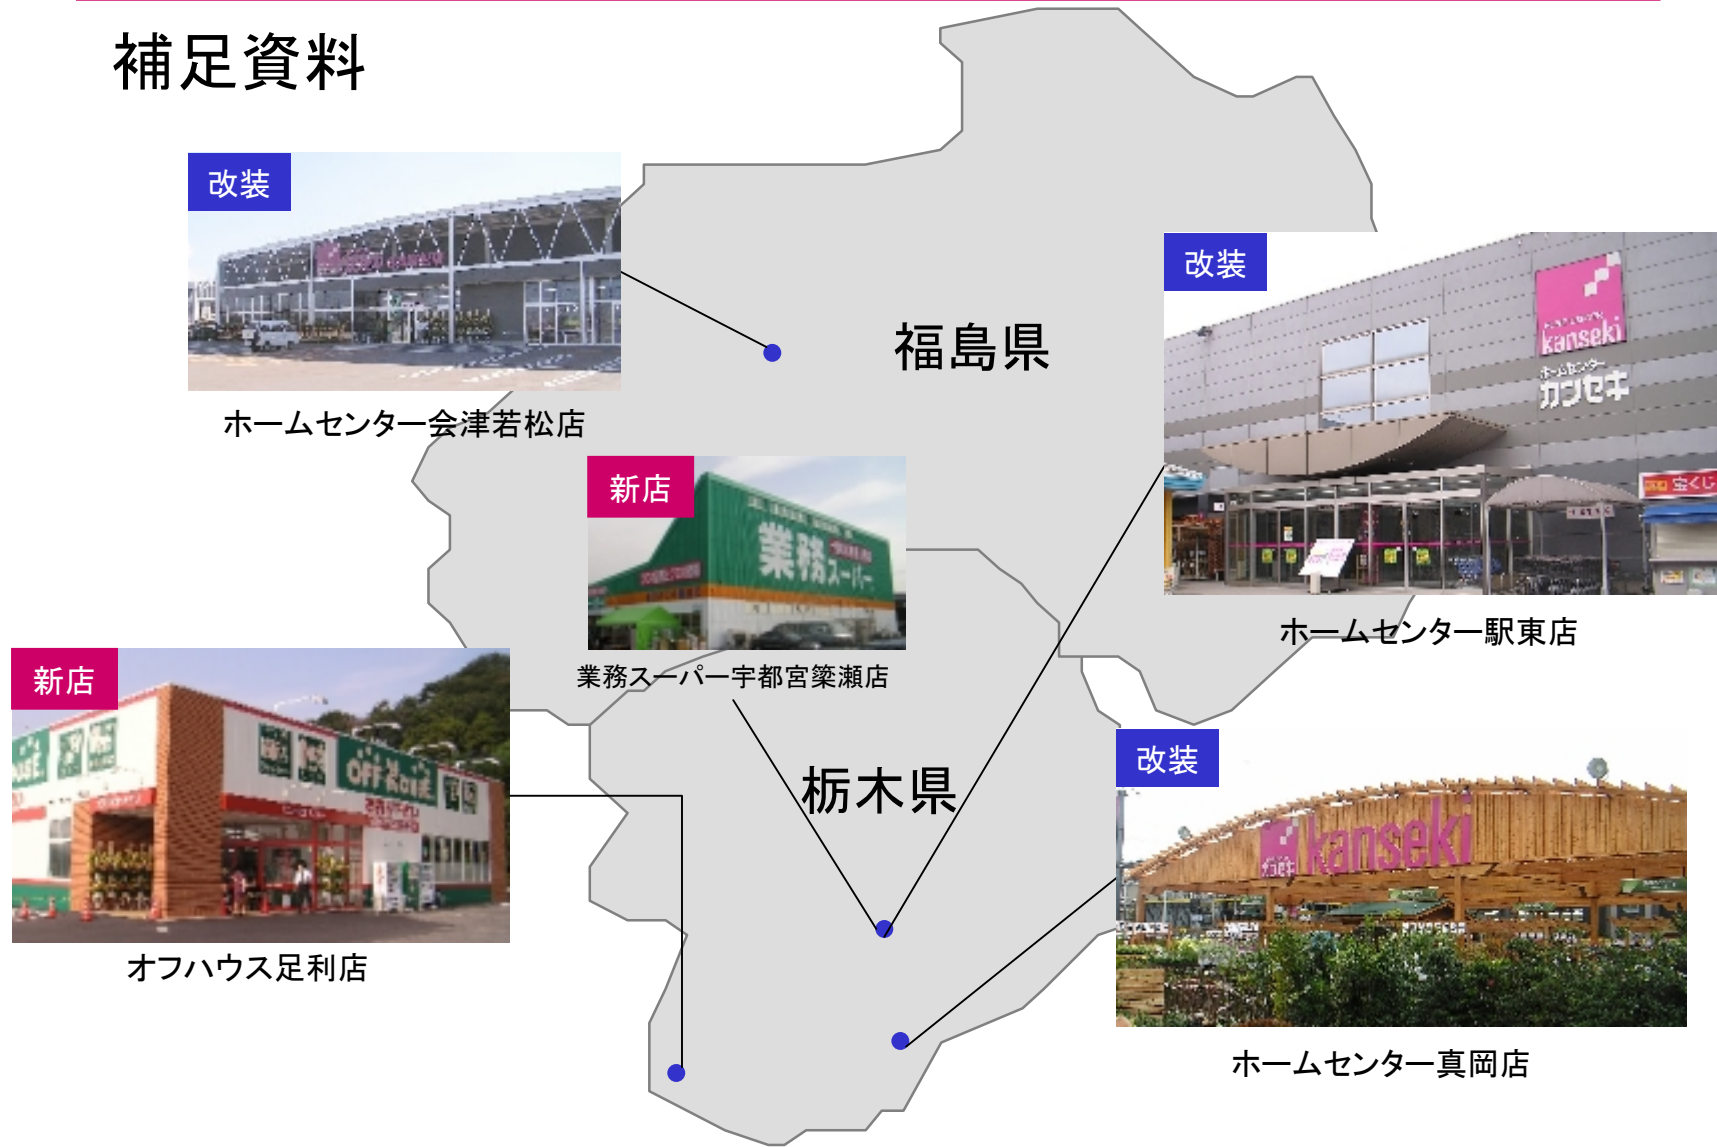 補足資料
改装
ホームセンター会津若松店
福島県
改装
kanseki
ホームセンター
カンセキ
宝くじ
ホームセンター駅東店
新店
業務
スーパー
業務スーパー宇都宮簗瀬店
新店
OFF HOUSE
オフハウス足利店
栃木県
改装
カンセキ
kanseki
ホームセンター真岡店